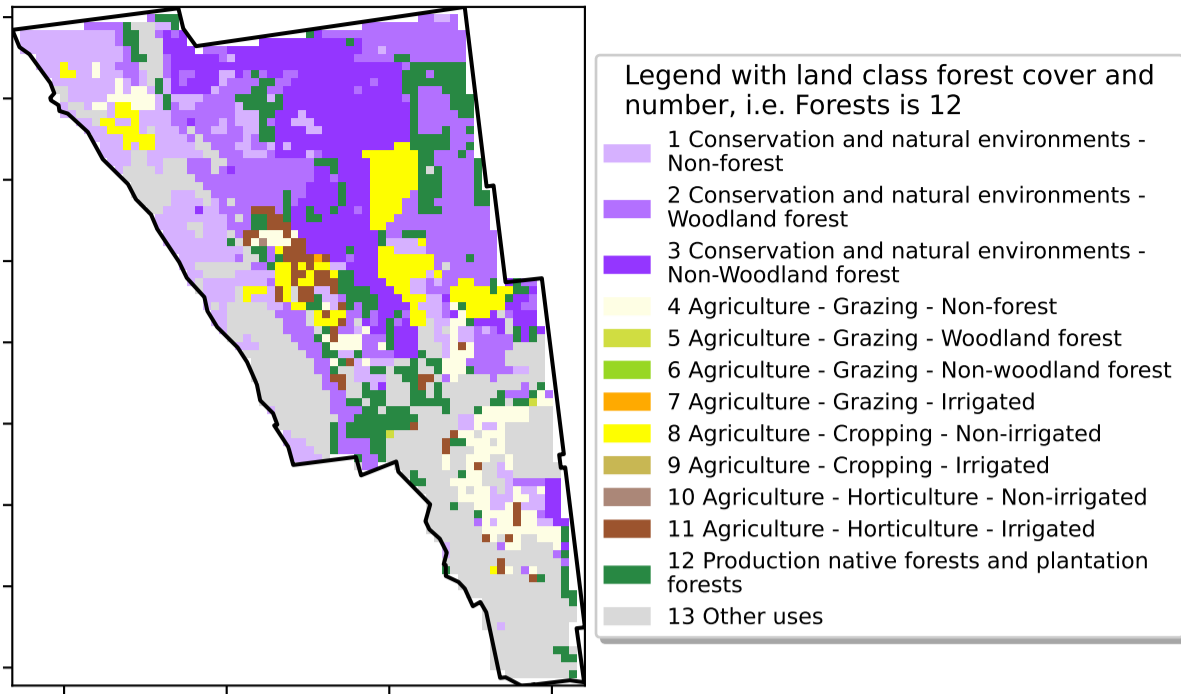 Legend with land class forest cover and
number, i.e. Forests is 12
1 Conservation and natural environments -
Non-forest
2 Conservation and natural environments -
Woodland forest
3 Conservation and natural environments -
Non-Woodland forest
4 Agriculture - Grazing - Non-forest
5 Agriculture - Grazing - Woodland forest
6 Agriculture - Grazing - Non-woodland forest
7 Agriculture - Grazing - Irrigated
8 Agriculture - Cropping - Non-irrigated
9 Agriculture - Cropping - Irrigated
10 Agriculture - Horticulture - Non-irrigated
11 Agriculture - Horticulture - Irrigated
12 Production native forests and plantation
forests
13 Other uses